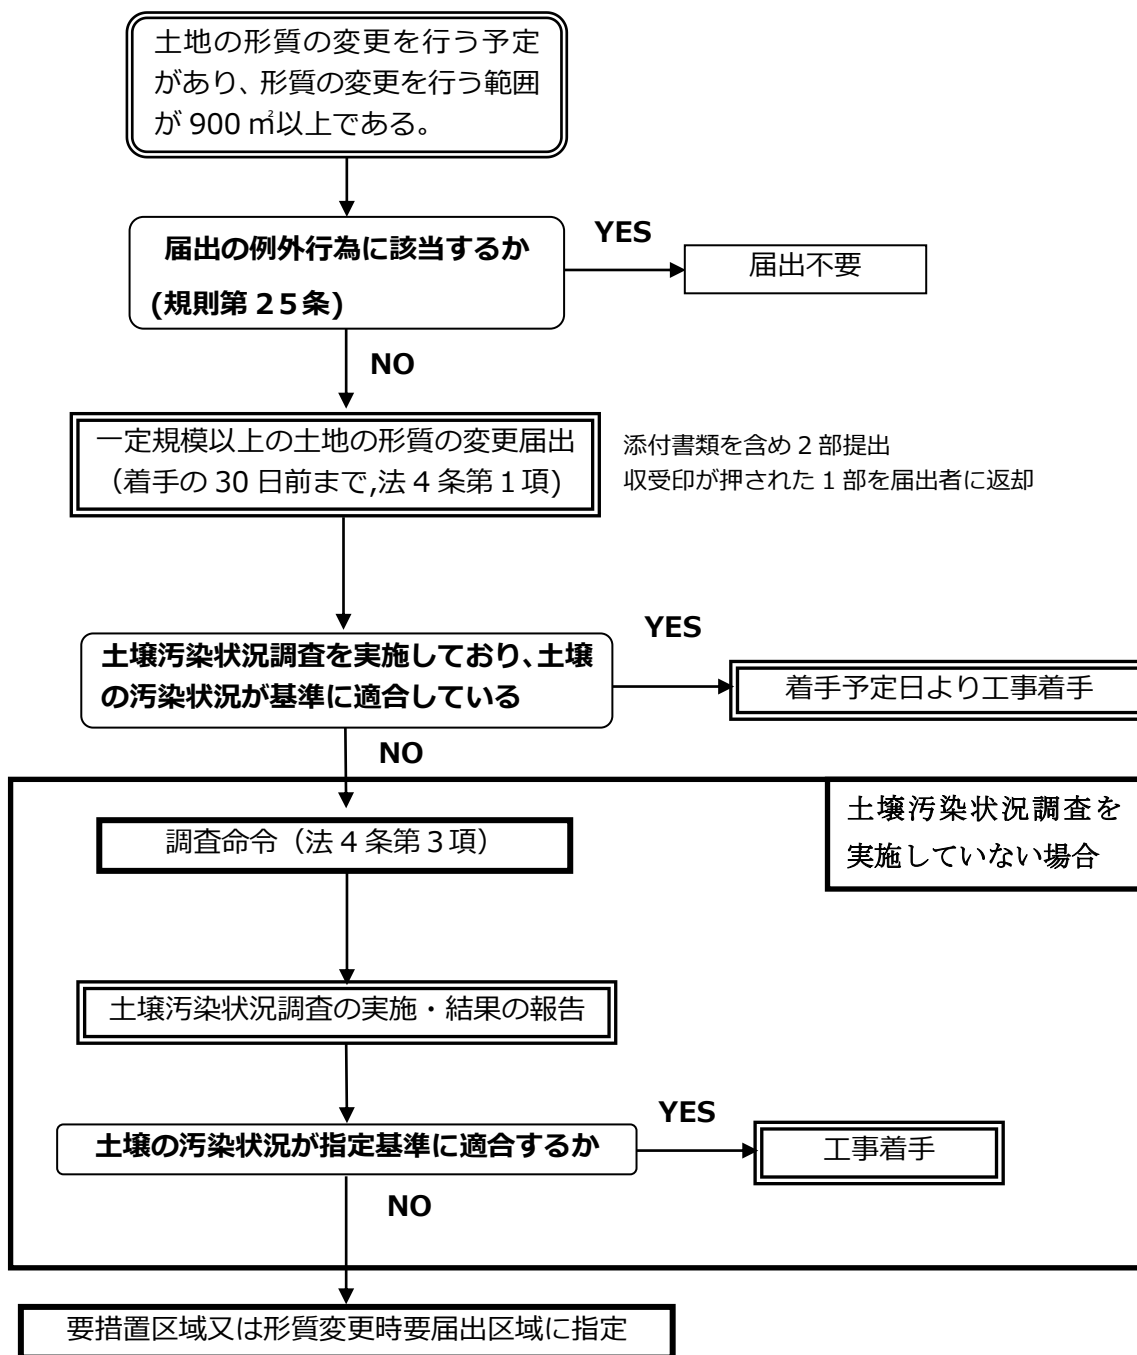 土地の形質の変更を行う予定
があり、形質の変更を行う範囲
が 900 ㎡以上である。
届出の例外行為に該当するか
(規則第25条)
YES
届出不要
NO
一定規模以上の土地の形質の変更届出
(着手の 30 日前まで,法4条第1項)
添付書類を含め2部提出
収受印が押された1部を届出者に返却
土壌汚染状況調査を実施しており、土壌
の汚染状況が基準に適合している
YES
着手予定日より工事着手
NO
土壌汚染状況調査を
実施していない場合
調査命令(法4条第3項)
土壌汚染状況調査の実施・結果の報告
土壌の汚染状況が指定基準に適合するか
YES
工事着手
NO
要措置区域又は形質変更時要届出区域に指定